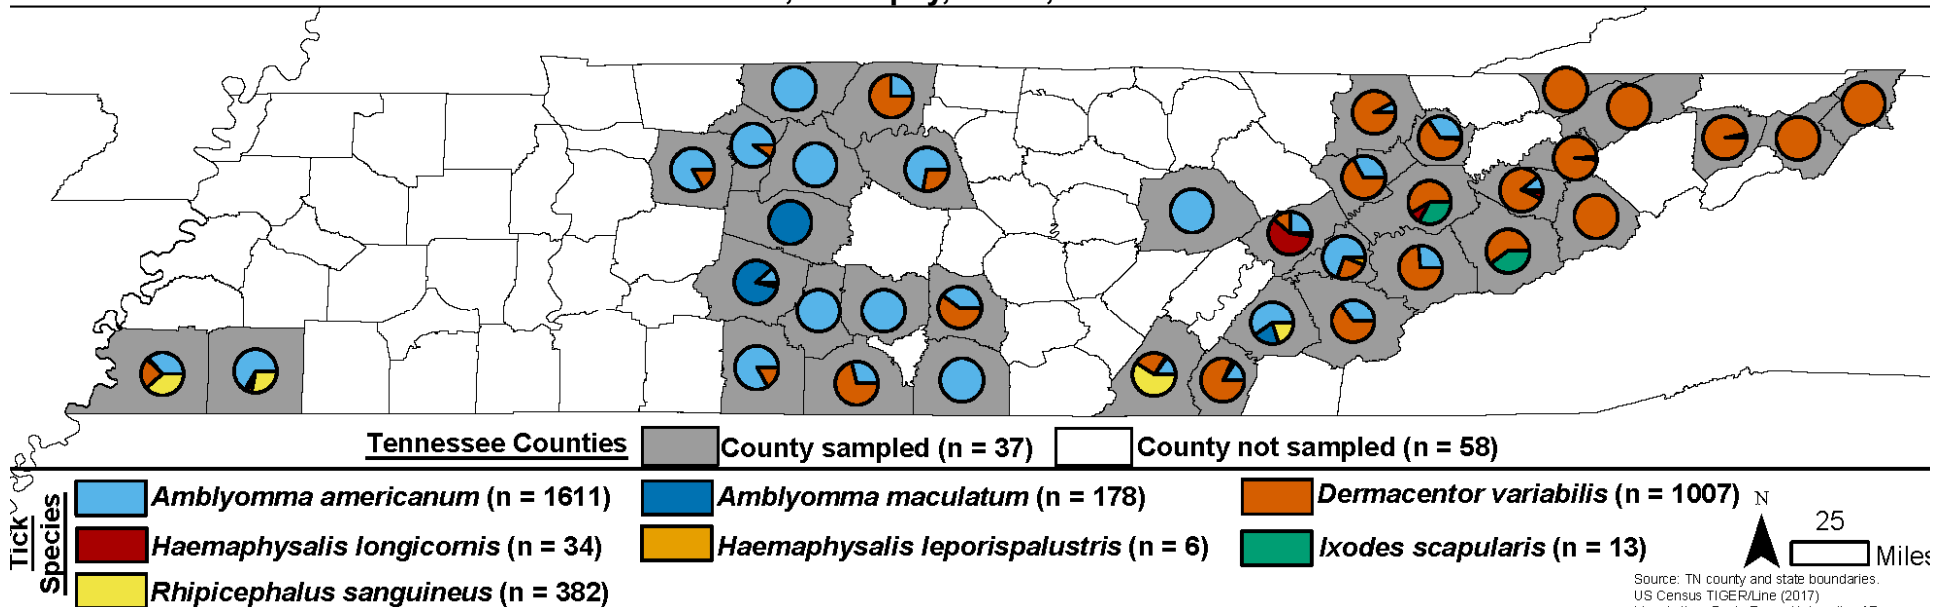 Tennessee Counties County sampled (n = 37) County not sampled (n = 58)
Tick Species
Amblyomma americanum (n = 1611) Amblyomma maculatum (n = 178) Dermacentor variabilis (n = 1007)
Haemaphysalis longicornis (n = 34) Haemaphysalis leporispalustris (n = 6) Ixodes scapularis (n = 13)
Rhipicephalus sanguineus (n = 382)
N
25
Miles
Source: TN county and state boundaries.
US Census TIGER/Line (2017)